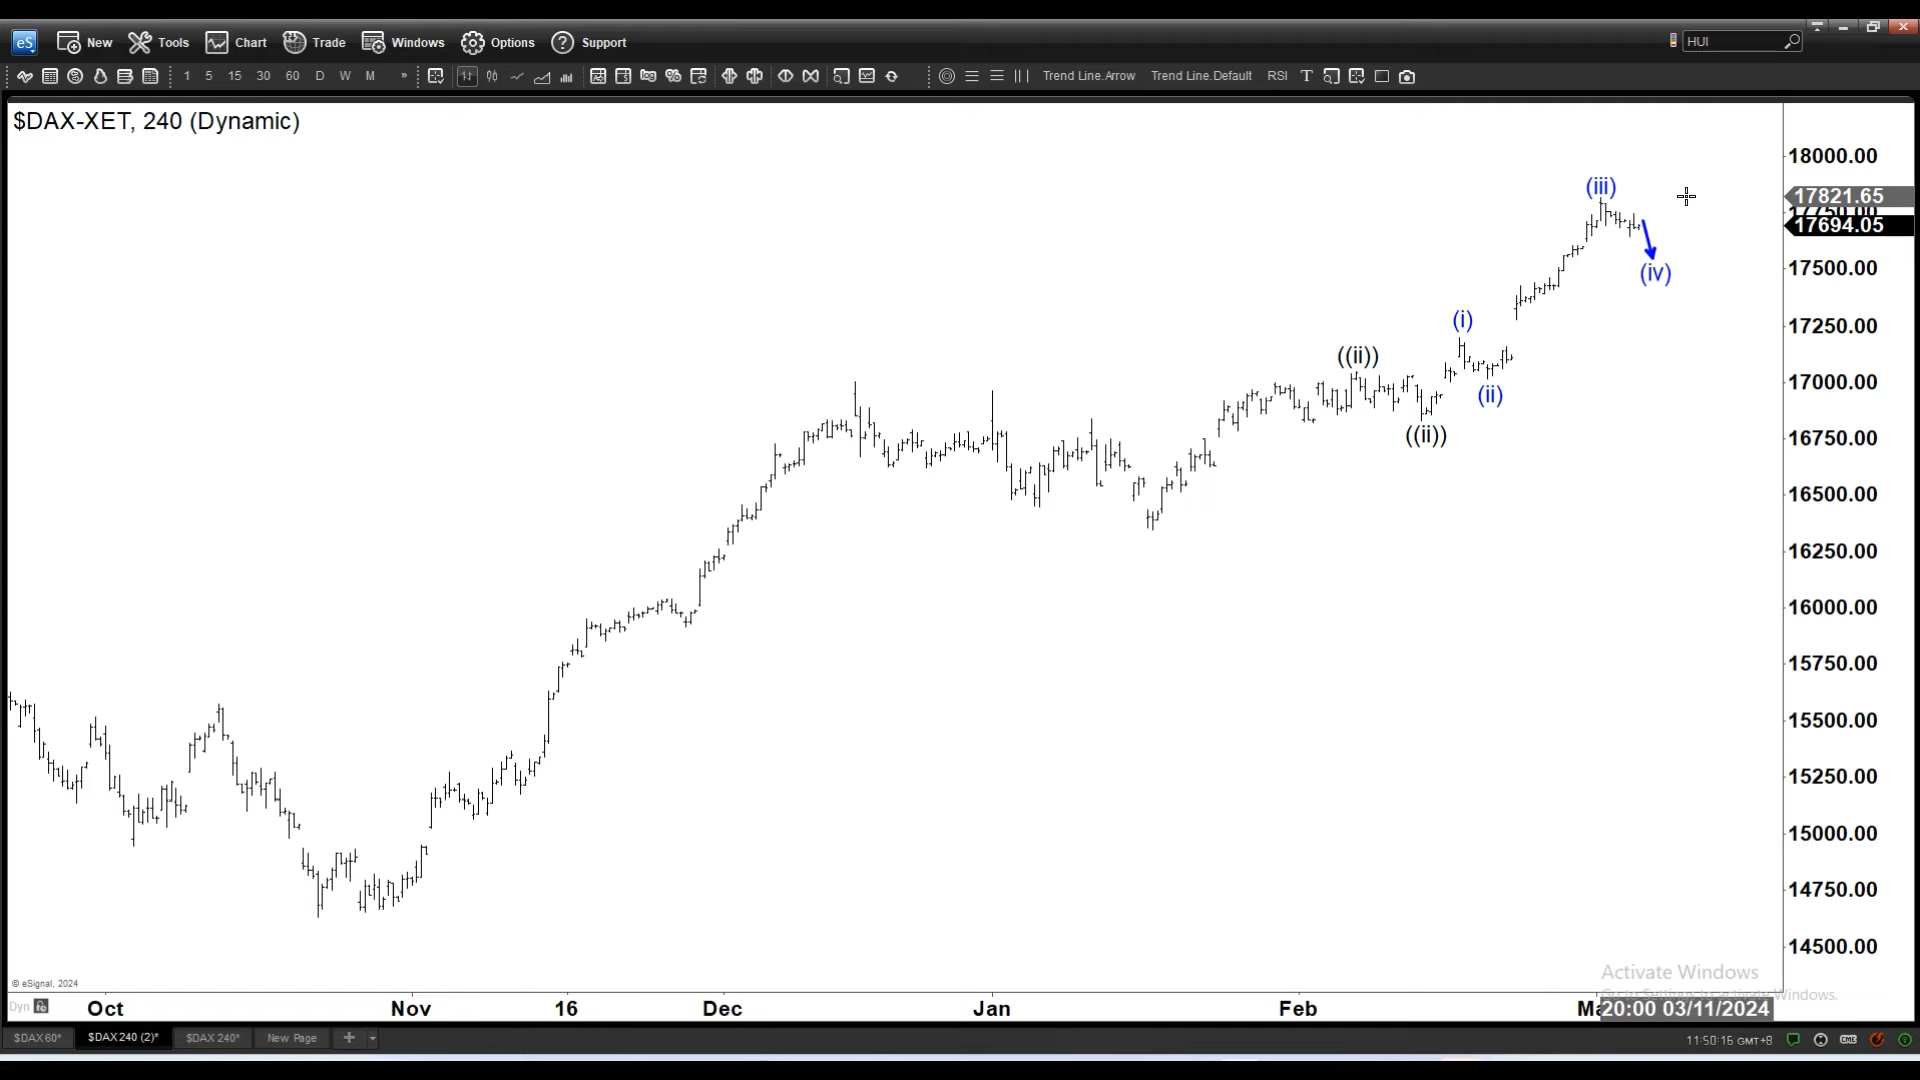 eS New Tools Chart Trade Windows Options Support HUI
1 5 15 30 60 D W M » Trend Line.Arrow Trend Line.Default RSI T
$DAX-XET, 240 (Dynamic)
18000.00
(iii)
17821.65
17694.05
17500.00
(iv)
17250.00
(i)
((ii))
17000.00
(ii)
((ii))
16750.00
16500.00
16250.00
16000.00
15750.00
15500.00
15250.00
15000.00
14750.00
14500.00
Activate Windows
© eSignal, 2024
Dyn
Oct Nov 16 Dec Jan Feb 20:00 03/11/2024
$DAX 60* $DAX 240 (2)* $DAX 240* New Page + 11:50:16 GMT+8 CME